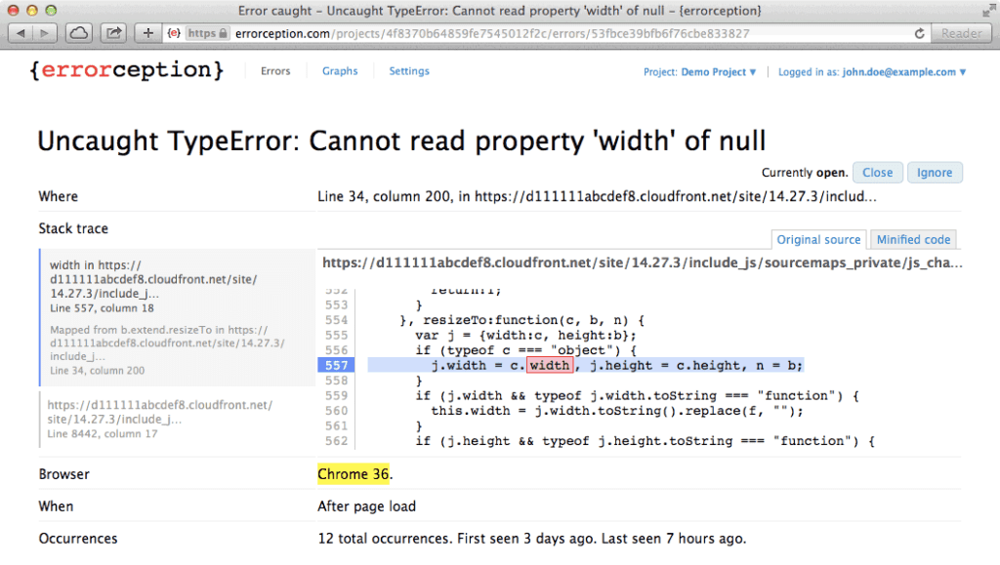 Error caught – Uncaught TypeError: Cannot read property 'width' of null – {errorception}
{e} https errorception.com/projects/4f8370b64859fe7545012f2c/errors/53fbce39bfb6f76cbe833827 Reader
{errorception} Errors Graphs Settings Project: Demo Project ▼ | Logged in as: john.doe@example.com ▼
Uncaught TypeError: Cannot read property 'width' of null
Currently open. Close Ignore
Where Line 34, column 200, in https://d111111abcdef8.cloudfront.net/site/14.27.3/includ...
Stack trace
Original source Minified code
width in https://
d111111abcdef8.cloudfront.net/site/
14.27.3/include_j...
Line 557, column 18
Mapped from b.extend.resizeTo in https://
d111111abcdef8.cloudfront.net/site/14.27.3/
include_j...
Line 34, column 200
https://d111111abcdef8.cloudfront.net/
site/14.27.3/include_j...
Line 8442, column 17
https://d111111abcdef8.cloudfront.net/site/14.27.3/include_js/sourcemaps_private/js_cha...
552 return!1;
553 }
554 }, resizeTo:function(c, b, n) {
555 var j = {width:c, height:b};
556 if (typeof c === "object") {
557 j.width = c.width, j.height = c.height, n = b;
558 }
559 if (j.width && typeof j.width.toString === "function") {
560 this.width = j.width.toString().replace(f, "");
561 }
562 if (j.height && typeof j.height.toString === "function") {
Browser Chrome 36.
When After page load
Occurrences 12 total occurrences. First seen 3 days ago. Last seen 7 hours ago.